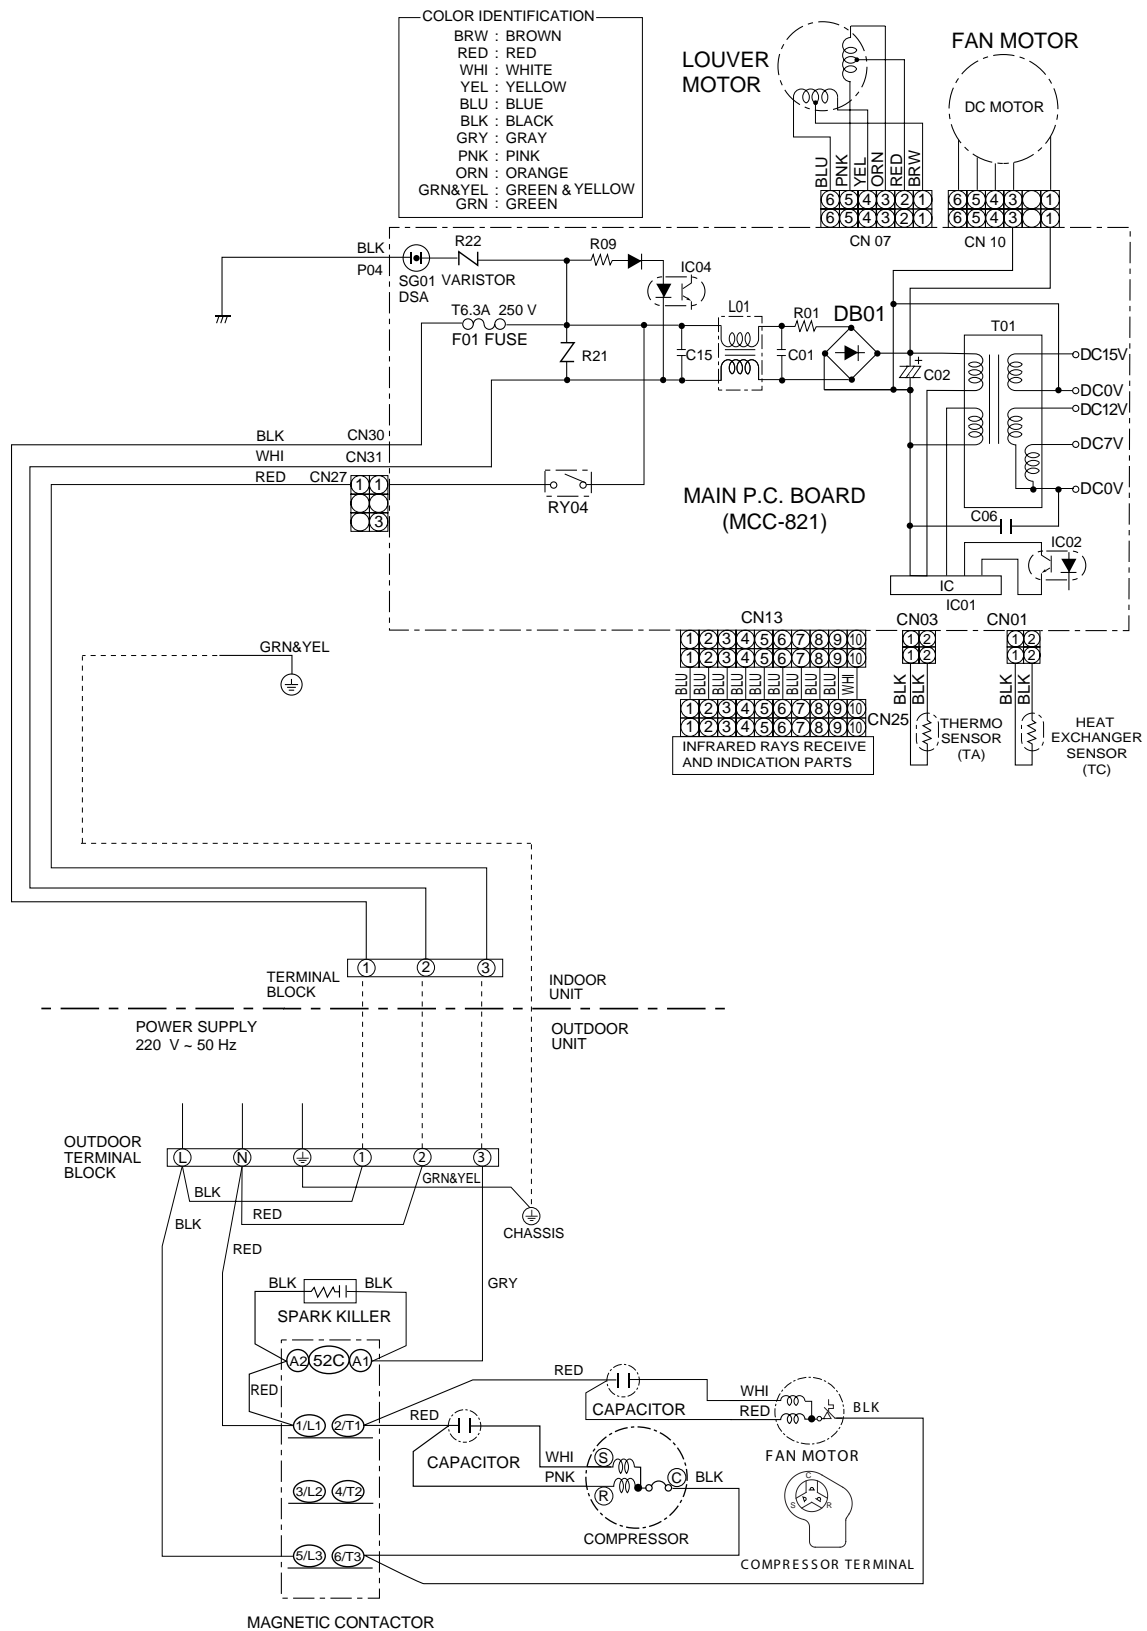 COLOR IDENTIFICATION
BRW : BROWN
RED : RED
WHI : WHITE
YEL : YELLOW
BLU : BLUE
BLK : BLACK
GRY : GRAY
PNK : PINK
ORN : ORANGE
GRN&YEL : GREEN & YELLOW
GRN : GREEN
LOUVER
MOTOR
FAN MOTOR
DC MOTOR
BLU
PNK
YEL
ORN
RED
BRW
6 5 4 3 2 1
6 5 4 3 2 1
CN 07
6 5 4 3 1
6 5 4 3 1
CN 10
BLK
P04
SG01
DSA
R22
VARISTOR
R09
IC04
T6.3A 250 V
F01 FUSE
R21
C15
L01
C01
R01
DB01
C02
T01
DC15V
DC0V
DC12V
DC7V
DC0V
BLK
CN30
WHI
CN31
RED
CN27
1 1
3
RY04
MAIN P.C. BOARD
(MCC-821)
C06
IC02
IC
IC01
CN13
1 2 3 4 5 6 7 8 9 10
1 2 3 4 5 6 7 8 9 10
BLU
BLU
BLU
BLU
BLU
BLU
BLU
BLU
BLU
WHI
1 2 3 4 5 6 7 8 9 10
1 2 3 4 5 6 7 8 9 10
CN25
INFRARED RAYS RECEIVE
AND INDICATION PARTS
CN03
1 2
1 2
BLK
BLK
THERMO
SENSOR
(TA)
CN01
1 2
1 2
BLK
BLK
HEAT
EXCHANGER
SENSOR
(TC)
GRN&YEL
TERMINAL
BLOCK
1 2 3
INDOOR
UNIT
POWER SUPPLY
220 V ~ 50 Hz
OUTDOOR
UNIT
OUTDOOR
TERMINAL
BLOCK
L N 1 2 3
GRN&YEL
BLK
RED
BLK
RED
CHASSIS
GRY
BLK
BLK
SPARK KILLER
A2 52C A1
RED
1/L1 2/T1
3/L2 4/T2
5/L3 6/T3
MAGNETIC CONTACTOR
RED
CAPACITOR
WHI
RED
BLK
FAN MOTOR
RED
CAPACITOR
WHI
PNK
S
R
C
BLK
COMPRESSOR
C
S R
COMPRESSOR TERMINAL